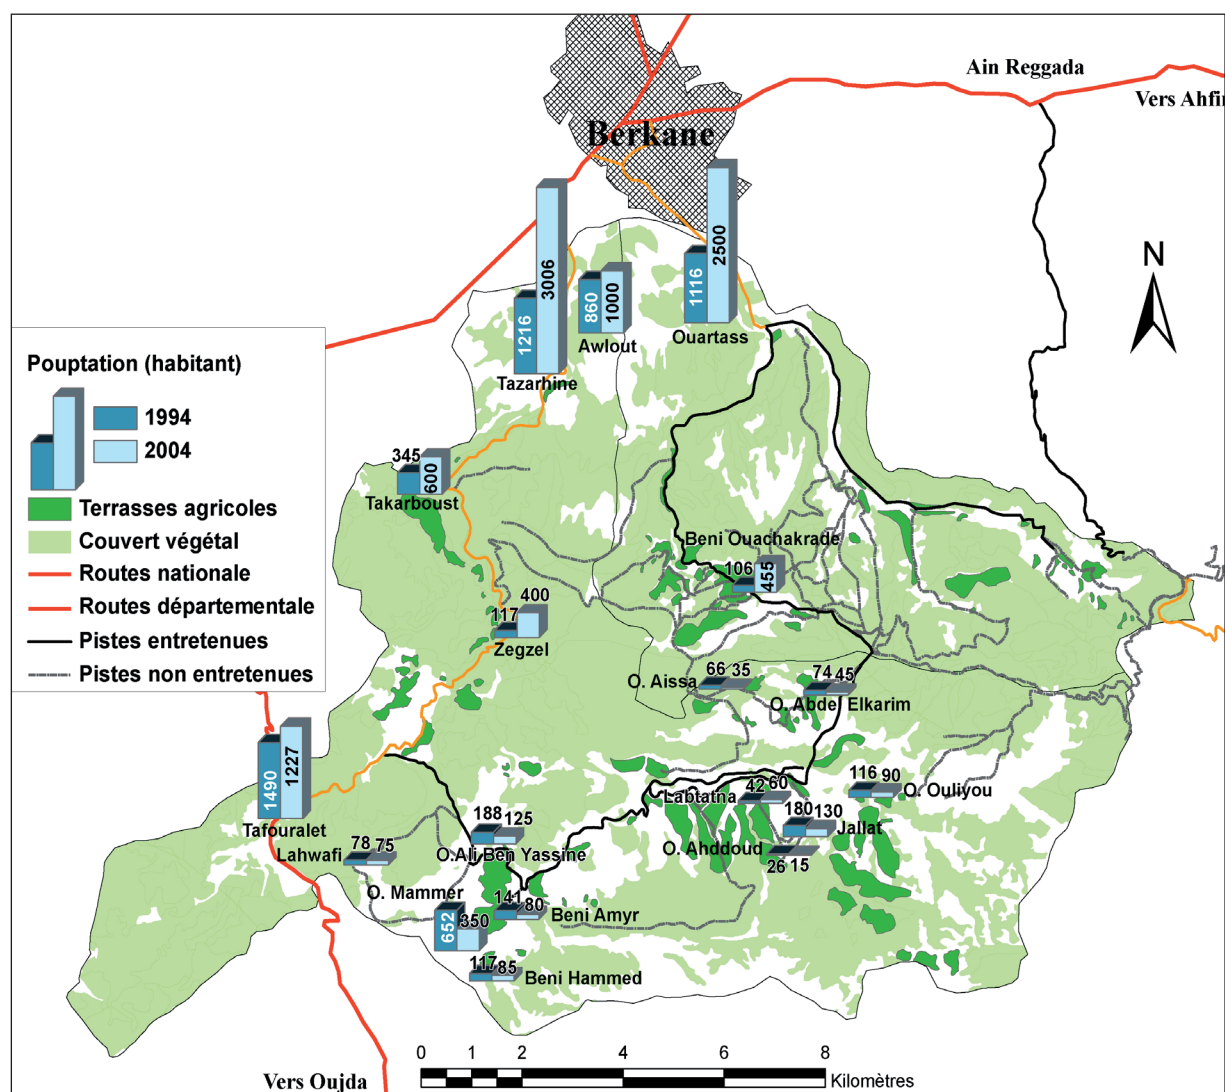 Ain Reggada
Vers Ahfir
Berkane
N
3006
1216
860
1000
1116
2500
Awlout
Ouartass
Tazarhine
Pouptation (habitant)
1994
2004
Terrasses agricoles
Couvert végétal
Routes nationale
Routes départementale
Pistes entretenues
Pistes non entretenues
345
600
Takarboust
Beni Ouachakrade
106
455
400
117
Zegzel
66 35
O. Aissa
74 45
O. Abdel Elkarim
1490
1227
Tafouralet
116 90
O. Ouliyou
42 60
Labtatna
180 130
Jallat
O. Ahddoud
26 15
188 125
O.Ali Ben Yassine
78 75
Lahwafi
O. Mammer
652
350
141 80
Beni Amyr
117 85
Beni Hammed
0 1 2 4 6 8
Kilomètres
Vers Oujda